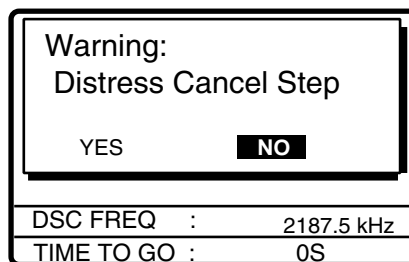 Warning:
Distress Cancel Step
YES NO
DSC FREQ : 2187.5 kHz
TIME TO GO : 0S